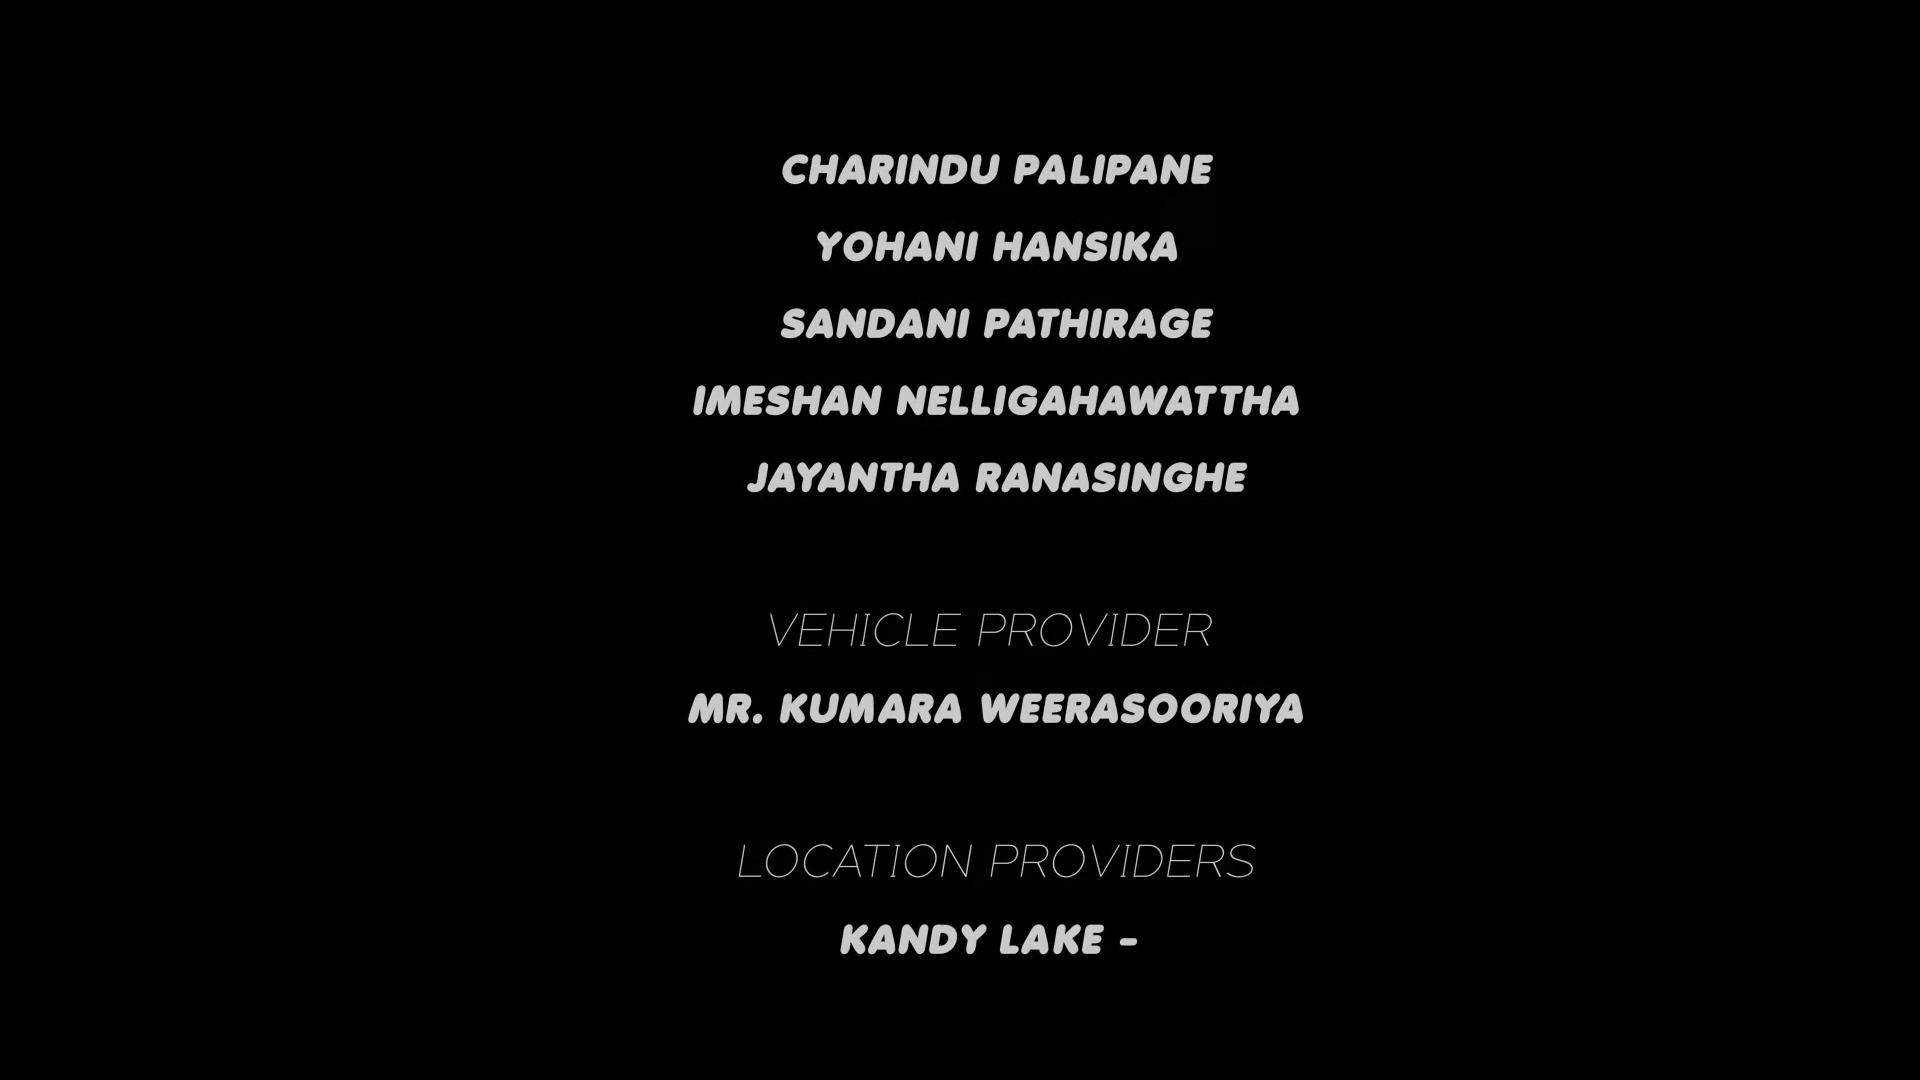 CHARINDU PALIPANE
YOHANI HANSIKA
SANDANI PATHIRAGE
IMESHAN NELLIGAHAWATTHA
JAYANTHA RANASINGHE
VEHICLE PROVIDER
MR. KUMARA WEERASOORIYA
LOCATION PROVIDERS
KANDY LAKE -